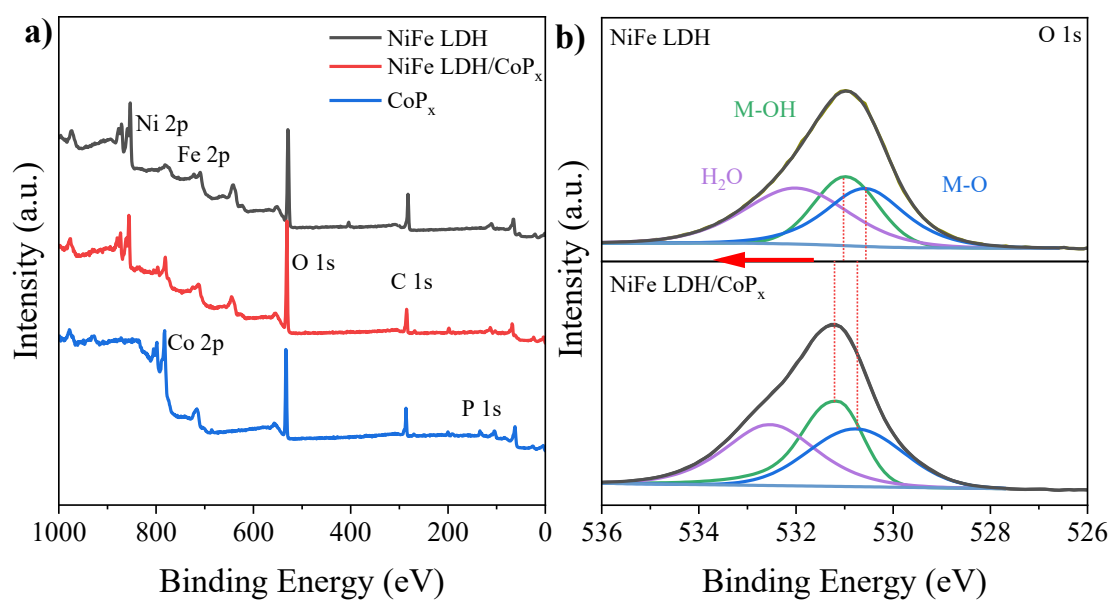 a)
NiFe LDH
NiFe LDH/CoPₓ
CoPₓ
Ni 2p
Fe 2p
O 1s
C 1s
Co 2p
P 1s
Intensity (a.u.)
1000 800 600 400 200 0
Binding Energy (eV)
b)
NiFe LDH
O 1s
M-OH
H₂O
M-O
NiFe LDH/CoPₓ
Intensity (a.u.)
536 534 532 530 528 526
Binding Energy (eV)